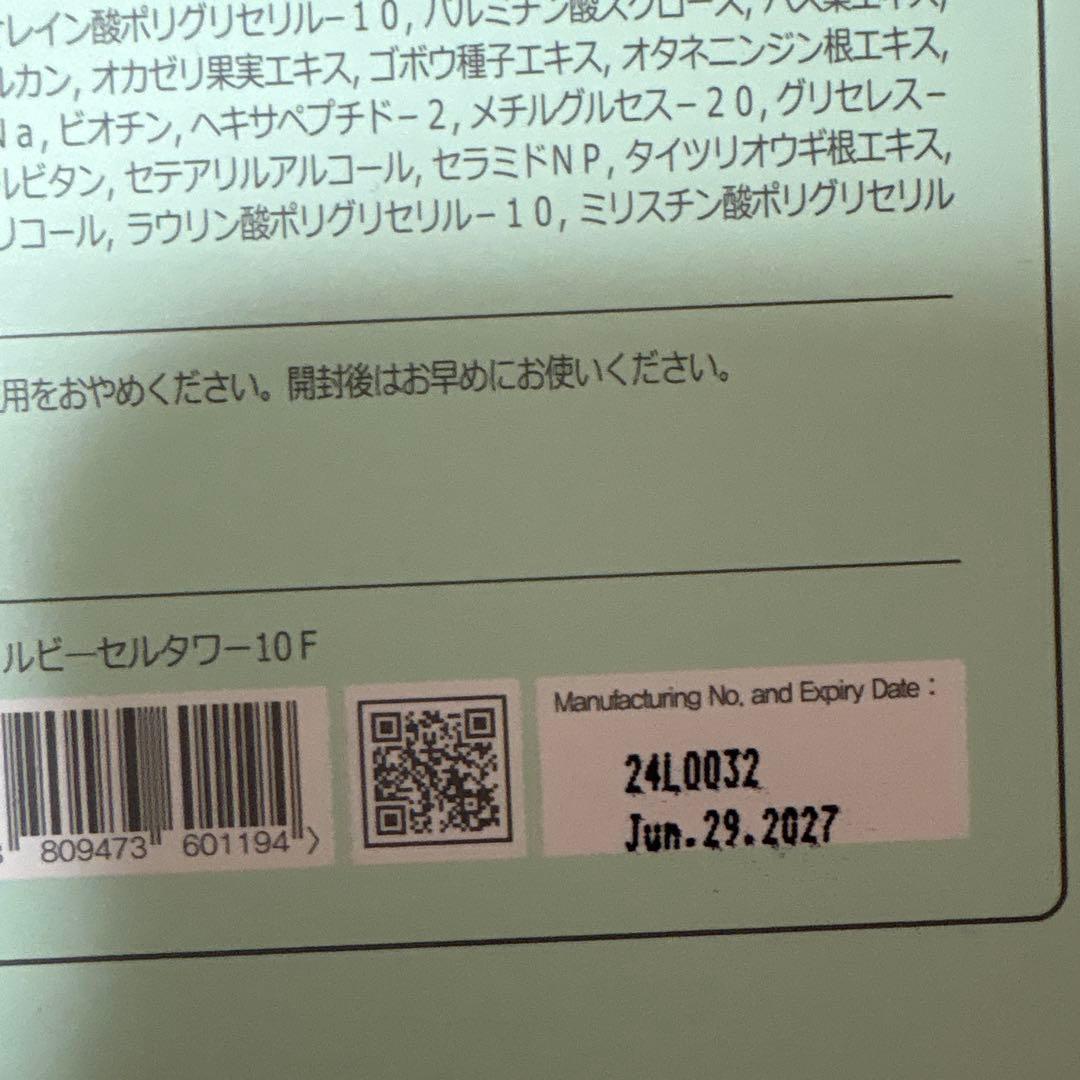 レイン酸ポリグリセリル-10, パルミチン酸スクロース, ハス葉エキス,
ルカン, オカゼリ果実エキス, ゴボウ種子エキス, オタネニンジン根エキス,
Na, ビオチン, ヘキサペプチド-2, メチルグルセス-20, グリセレス-
ルビタン, セテアリルアルコール, セラミドNP, タイツリオウギ根エキス,
リコール, ラウリン酸ポリグリセリル-10, ミリスチン酸ポリグリセリル
用をおやめください。開封後はお早めにお使いください。
ルビーセルタワー10F
Manufacturing No. and Expiry Date :
24L0032
Jun.29.2027
809473 601194 >